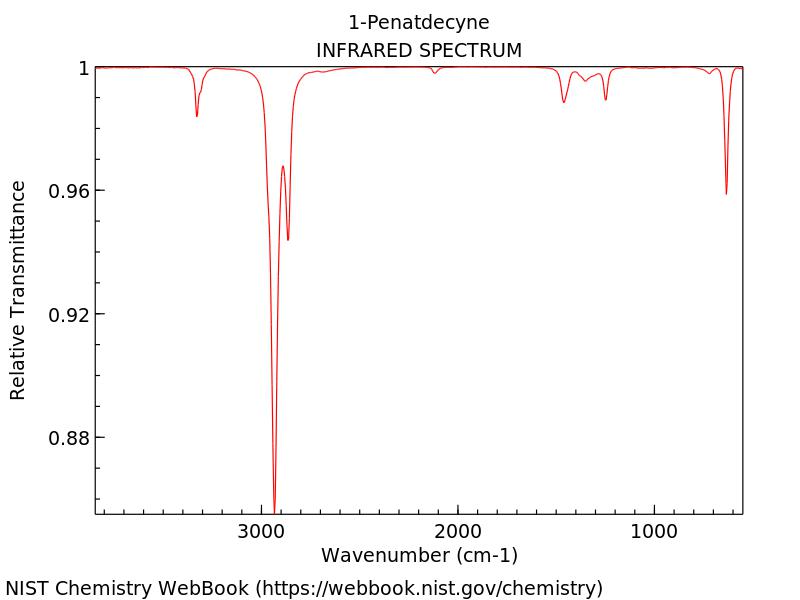 1-Penatdecyne
INFRARED SPECTRUM
1
0.96
0.92
0.88
Relative Transmittance
3000 2000 1000
Wavenumber (cm-1)
NIST Chemistry WebBook (https://webbook.nist.gov/chemistry)